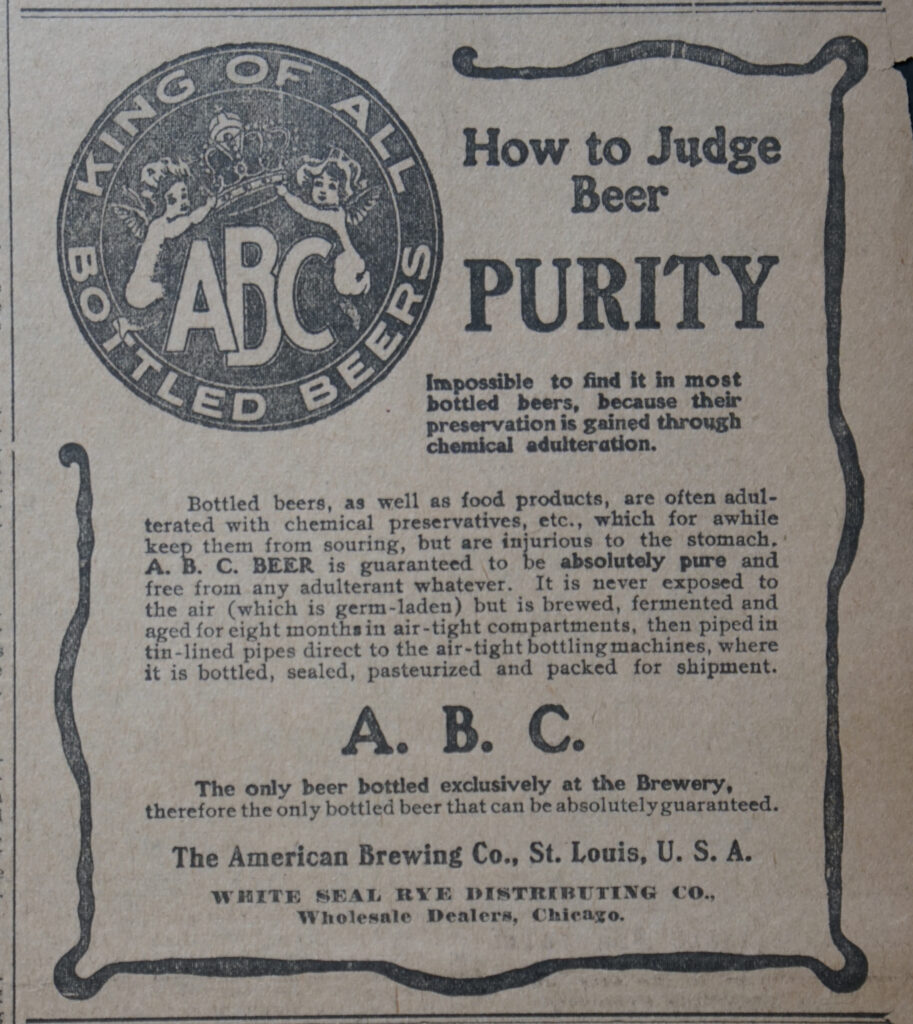 KING OF ALL
BOTTLED BEERS
ABC
How to Judge
Beer
PURITY
Impossible to find it in most
bottled beers, because their
preservation is gained through
chemical adulteration.
Bottled beers, as well as food products, are often adul-
terated with chemical preservatives, etc., which for awhile
keep them from souring, but are injurious to the stomach.
A. B. C. BEER is guaranteed to be absolutely pure and
free from any adulterant whatever. It is never exposed to
the air (which is germ-laden) but is brewed, fermented and
aged for eight months in air-tight compartments, then piped in
tin-lined pipes direct to the air-tight bottling machines, where
it is bottled, sealed, pasteurized and packed for shipment.
A. B. C.
The only beer bottled exclusively at the Brewery,
therefore the only bottled beer that can be absolutely guaranteed.
The American Brewing Co., St. Louis, U. S. A.
WHITE SEAL RYE DISTRIBUTING CO.,
Wholesale Dealers, Chicago.